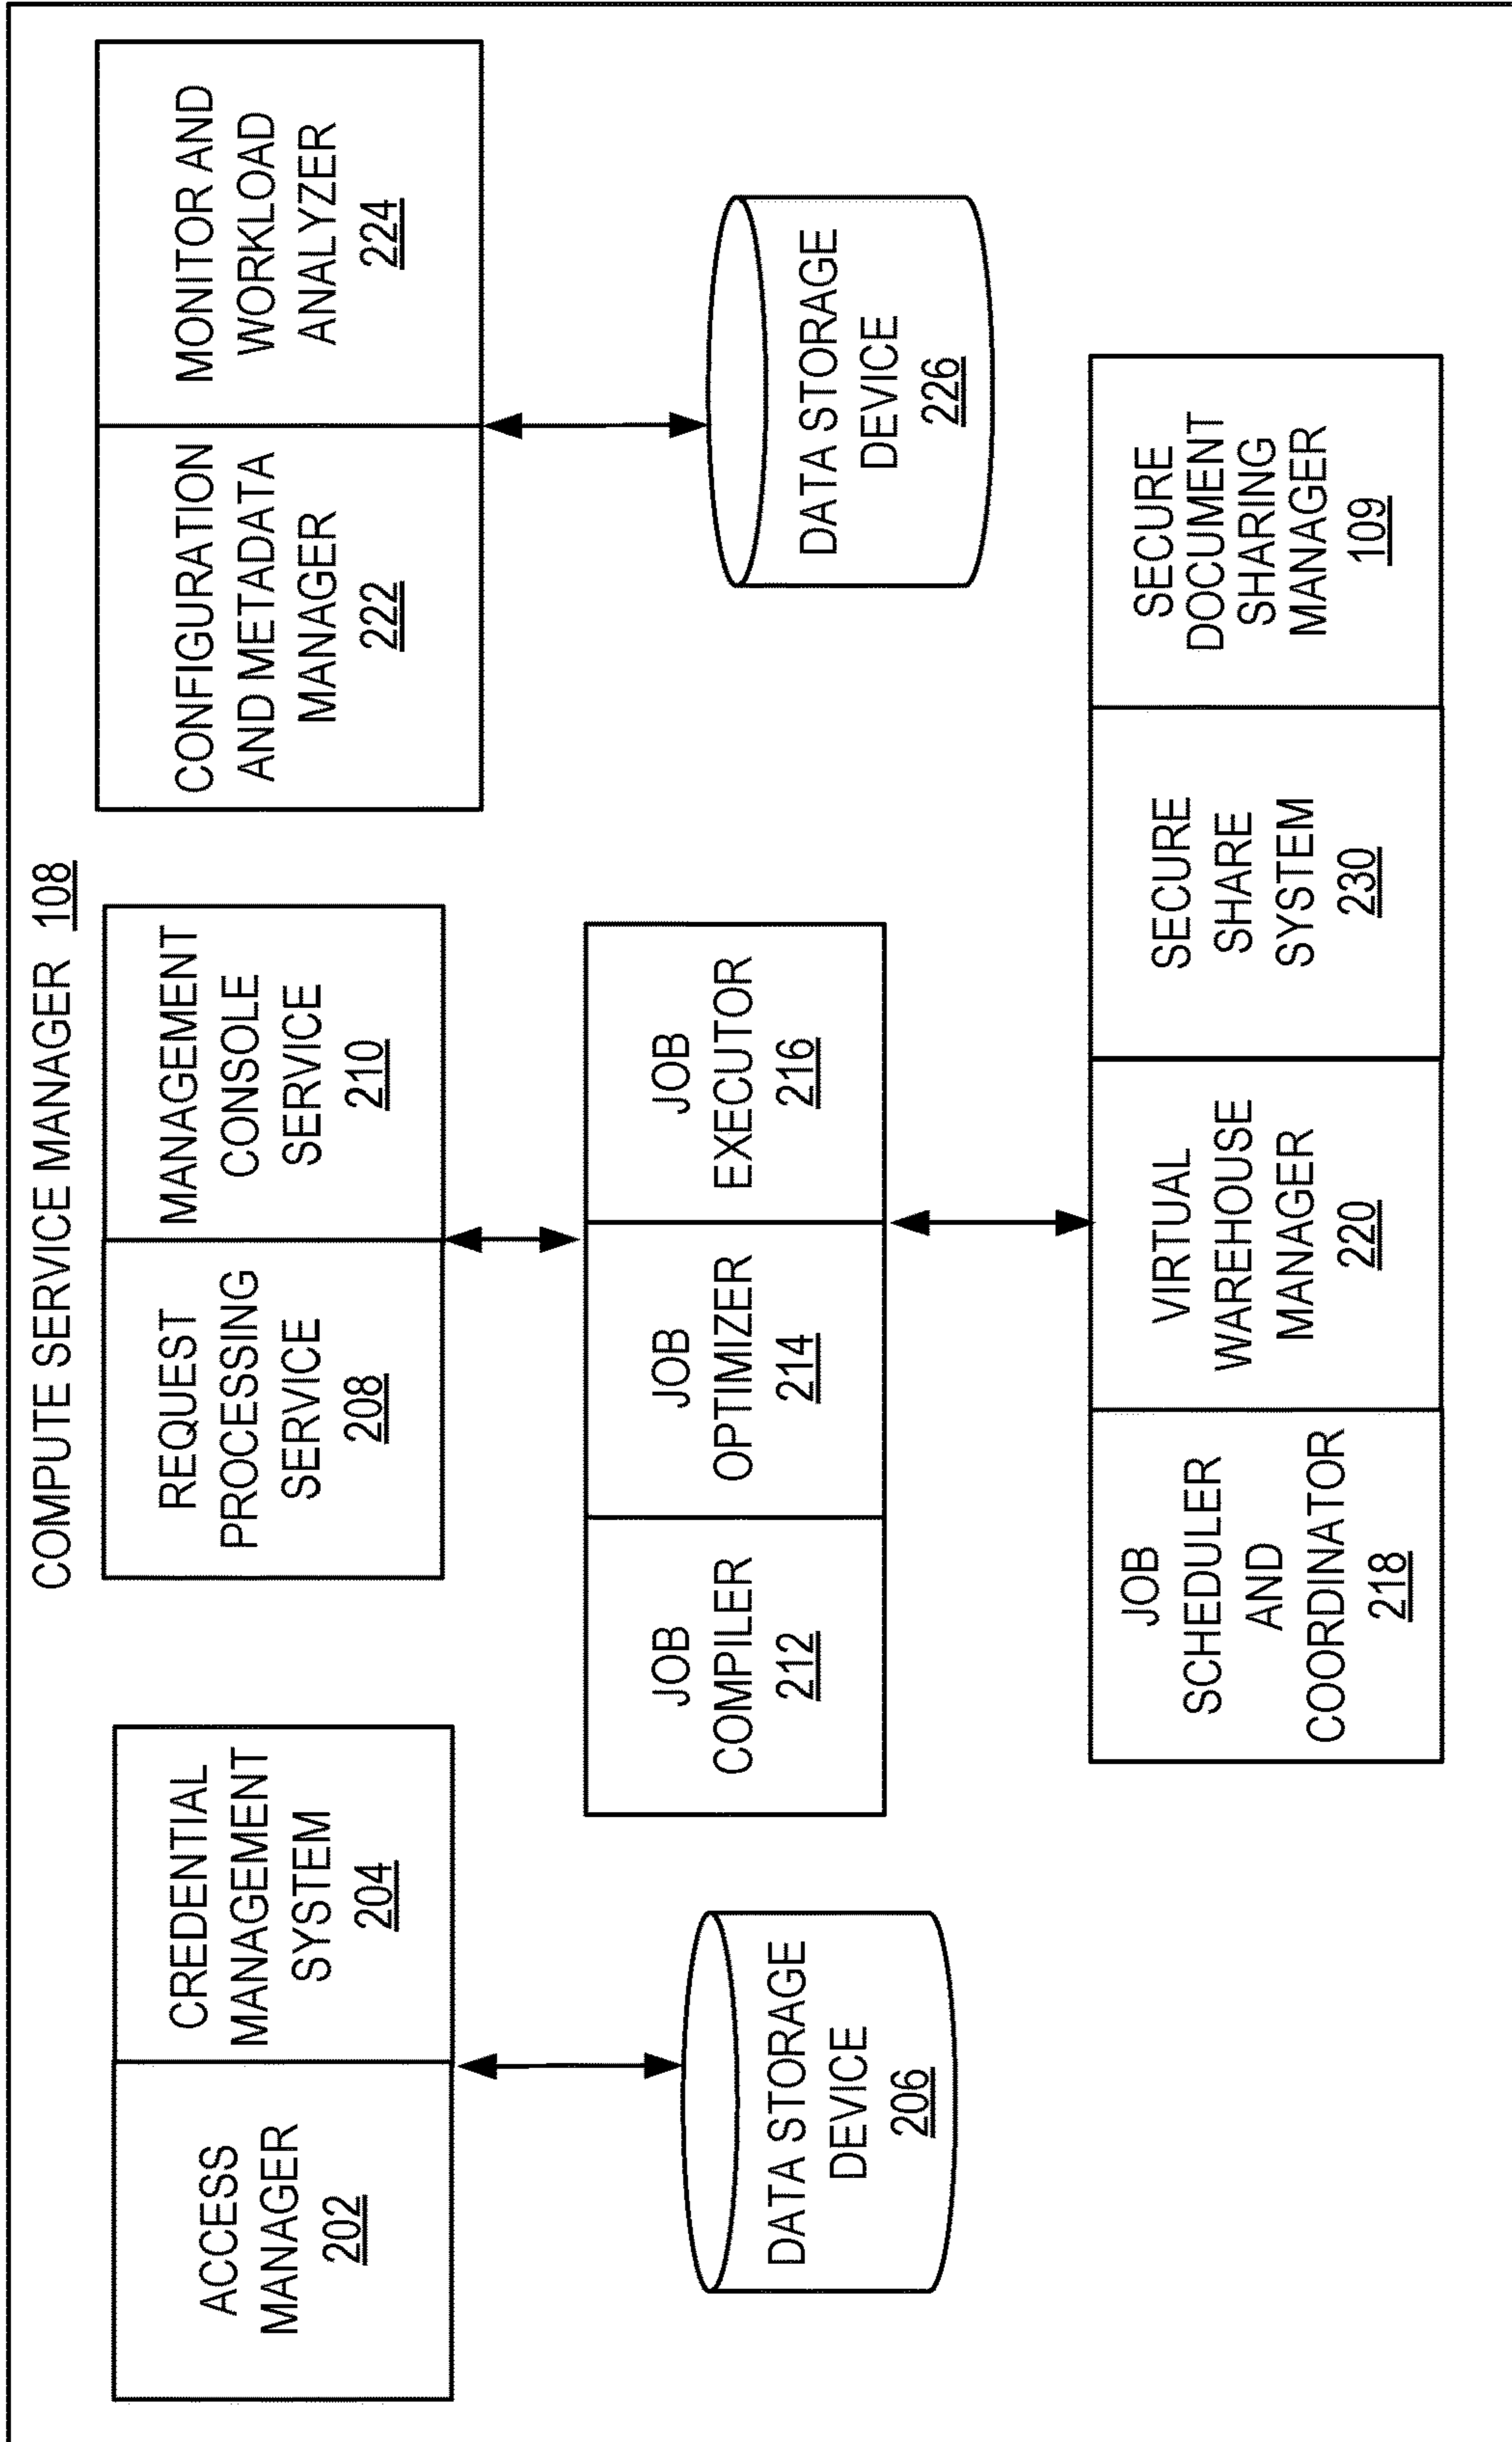 COMPUTE SERVICE MANAGER 108
ACCESS
MANAGER
202
CREDENTIAL
MANAGEMENT
SYSTEM
204
DATA STORAGE
DEVICE
206
REQUEST
PROCESSING
SERVICE
208
MANAGEMENT
CONSOLE
SERVICE
210
JOB
COMPILER
212
JOB
OPTIMIZER
214
JOB
EXECUTOR
216
JOB
SCHEDULER
AND
COORDINATOR
218
VIRTUAL
WAREHOUSE
MANAGER
220
SECURE
SHARE
SYSTEM
230
SECURE
DOCUMENT
SHARING
MANAGER
109
CONFIGURATION
AND METADATA
MANAGER
222
MONITOR AND
WORKLOAD
ANALYZER
224
DATA STORAGE
DEVICE
226